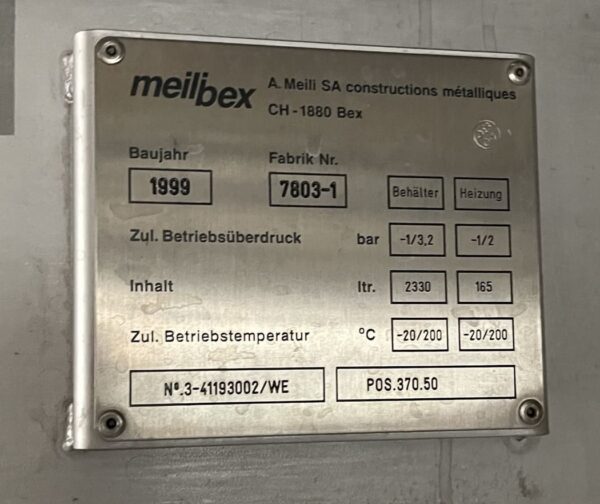 meilibex A. Meili SA constructions métalliques
CH-1880 Bex
Baujahr Fabrik Nr.
1999 7803-1 Behälter Heizung
Zul. Betriebsüberdruck bar -1/3,2 -1/2
Inhalt ltr. 2330 165
Zul. Betriebstemperatur °C -20/200 -20/200
Nº.3-41193002/WE POS.370.50